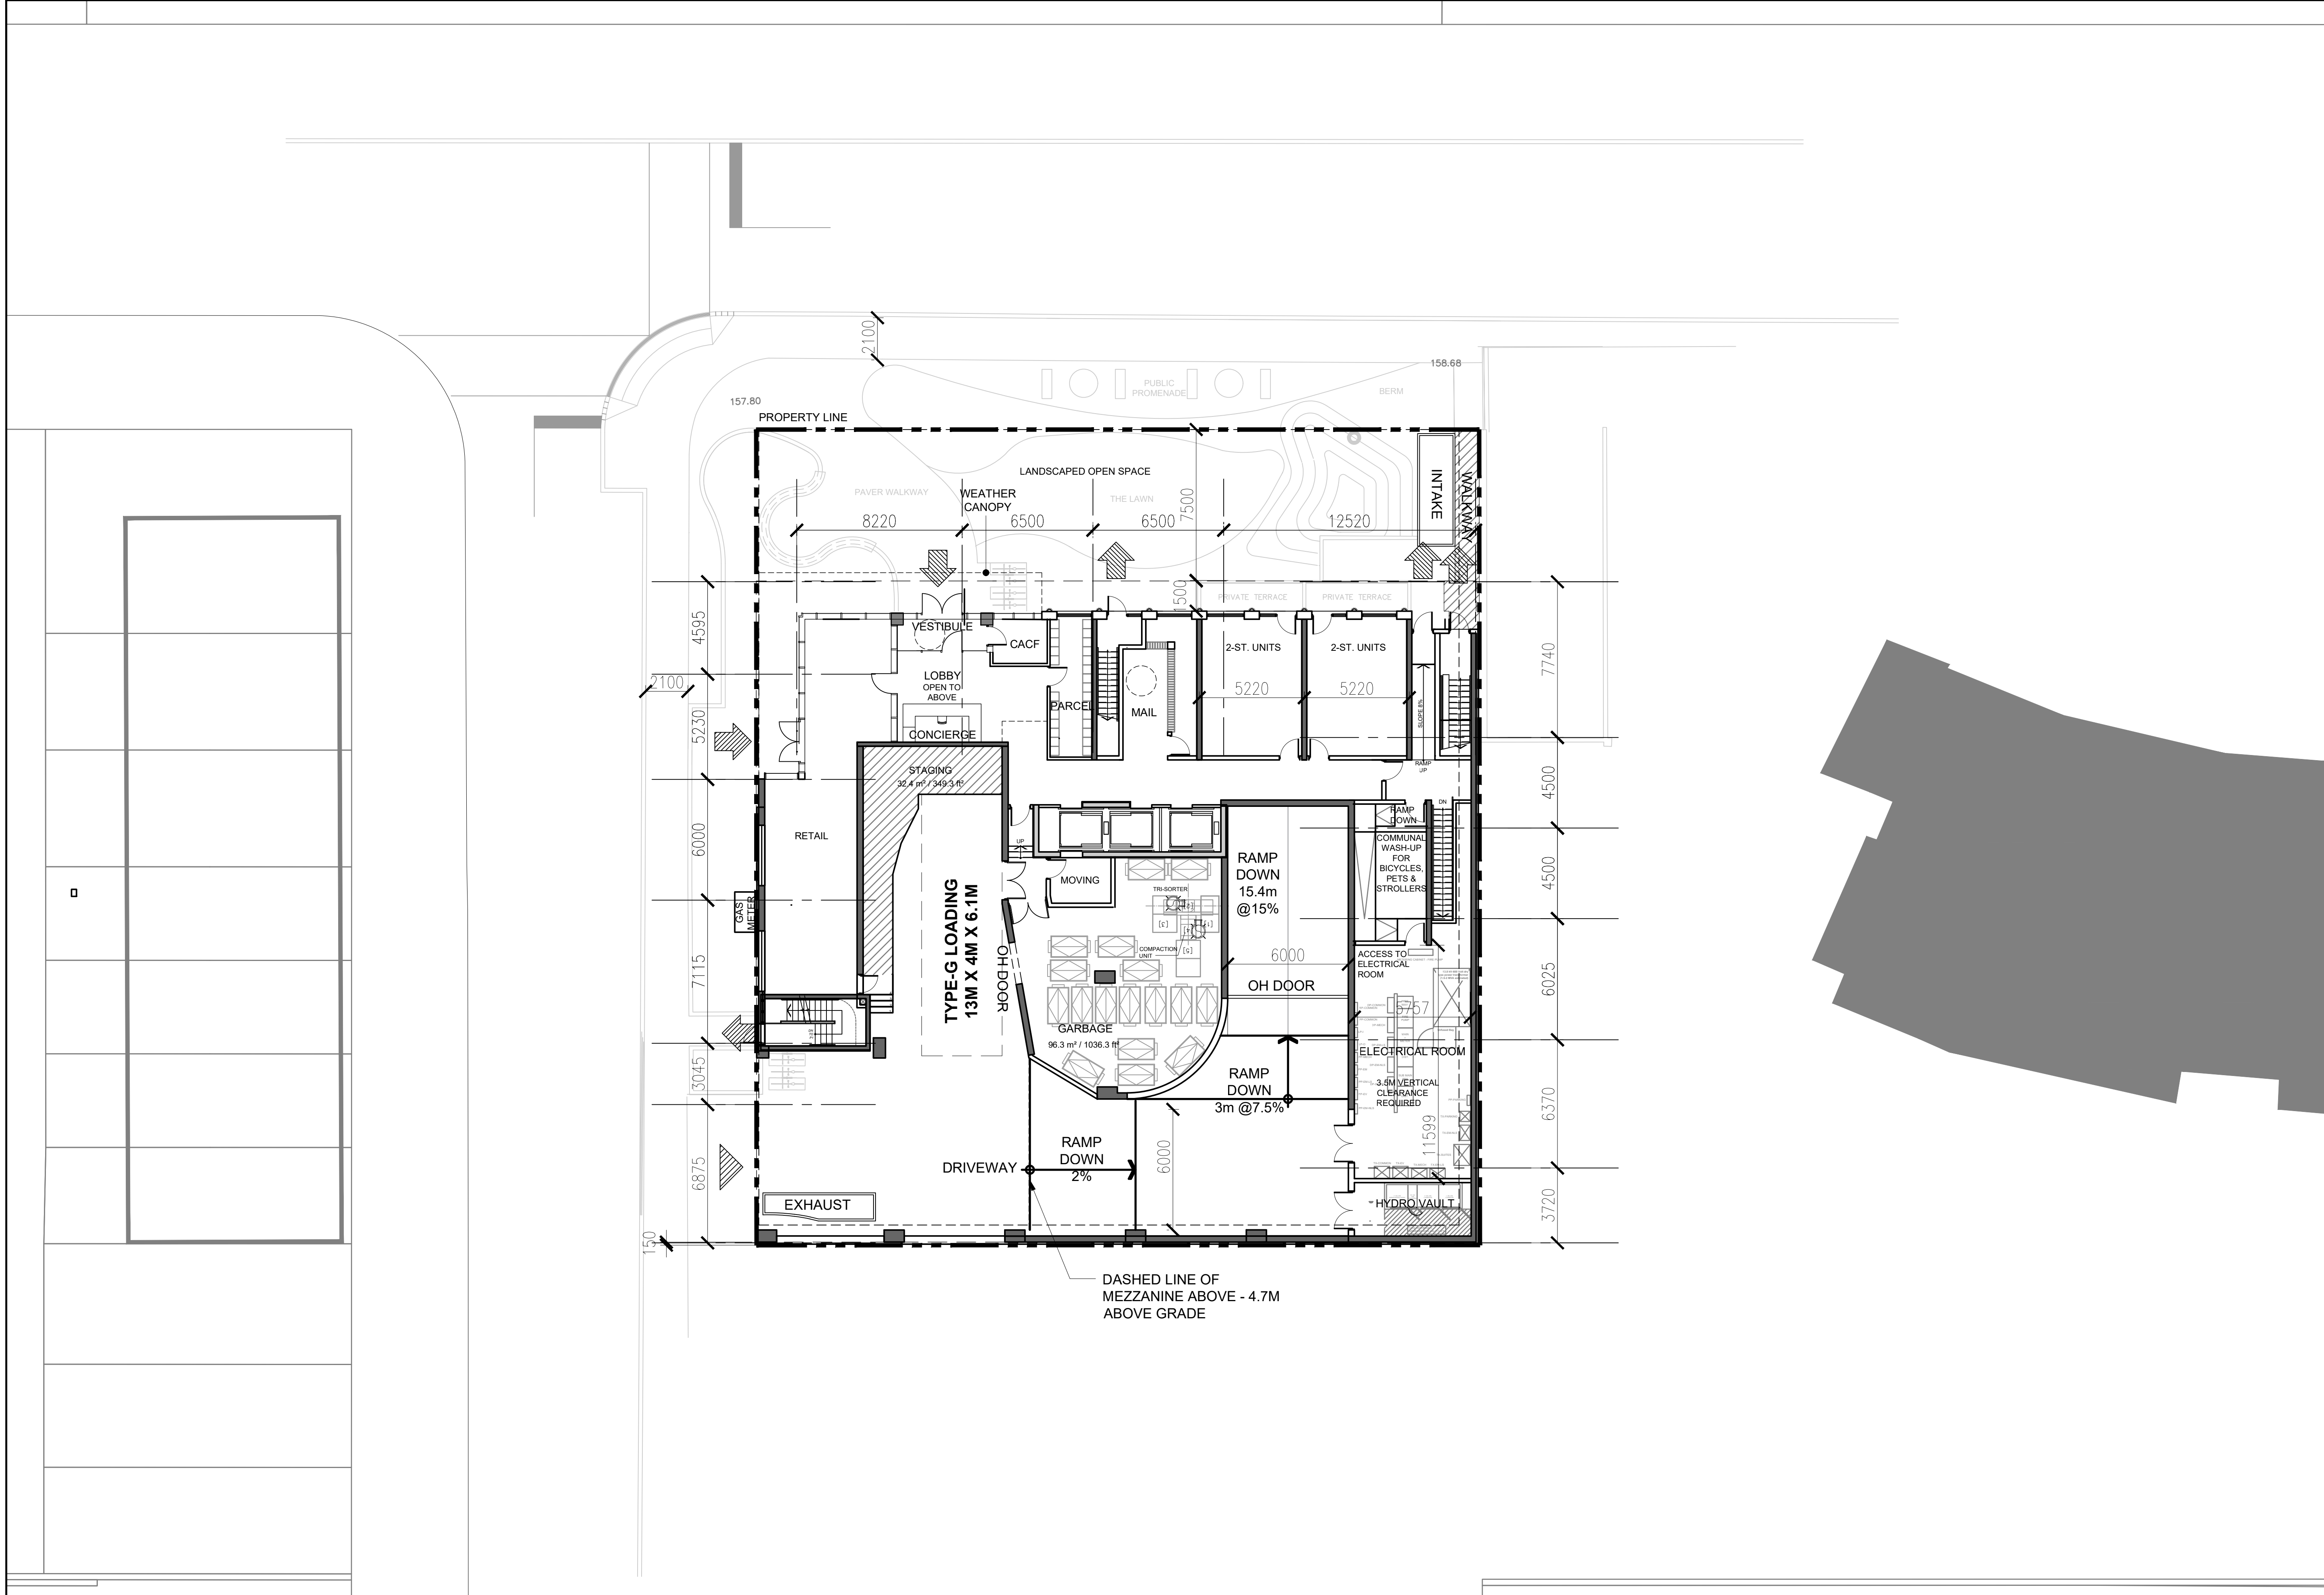 2100
158.68
PUBLIC
PROMENADE
BERM
157.80
PROPERTY LINE
LANDSCAPED OPEN SPACE
PAVER WALKWAY
WEATHER
CANOPY
THE LAWN
7500
INTAKE
WALKWAY
8220
6500
6500
12520
1500
PRIVATE TERRACE
PRIVATE TERRACE
4595
VESTIBULE
CACF
2-ST. UNITS
2-ST. UNITS
7740
LOBBY
OPEN TO
ABOVE
2100
5220
5220
PARCEL
MAIL
SLOPE 8%
5230
CONCIERGE
STAGING
32.4 m² / 349.3 ft²
RAMP
UP
4500
RETAIL
6000
UP
RAMP
DOWN
DN
COMMUNAL
WASH-UP
FOR
BICYCLES,
PETS &
STROLLERS
RAMP
DOWN
15.4m
@15%
4500
MOVING
TRI-SORTER
GAS
METER
TYPE-G LOADING
13M X 4M X 6.1M
OH DOOR
[1]
[3]
[4]
[5]
COMPACTION
UNIT
7115
6000
OH DOOR
ACCESS TO
ELECTRICAL
ROOM
6025
GARBAGE
96.3 m² / 1036.3 ft²
ELECTRICAL ROOM
3045
RAMP
DOWN
3m @7.5%
3.5M VERTICAL
CLEARANCE
REQUIRED
6370
11599
RAMP
DOWN
2%
6000
DRIVEWAY
6875
EXHAUST
HYDRO VAULT
3720
150
DASHED LINE OF
MEZZANINE ABOVE - 4.7M
ABOVE GRADE